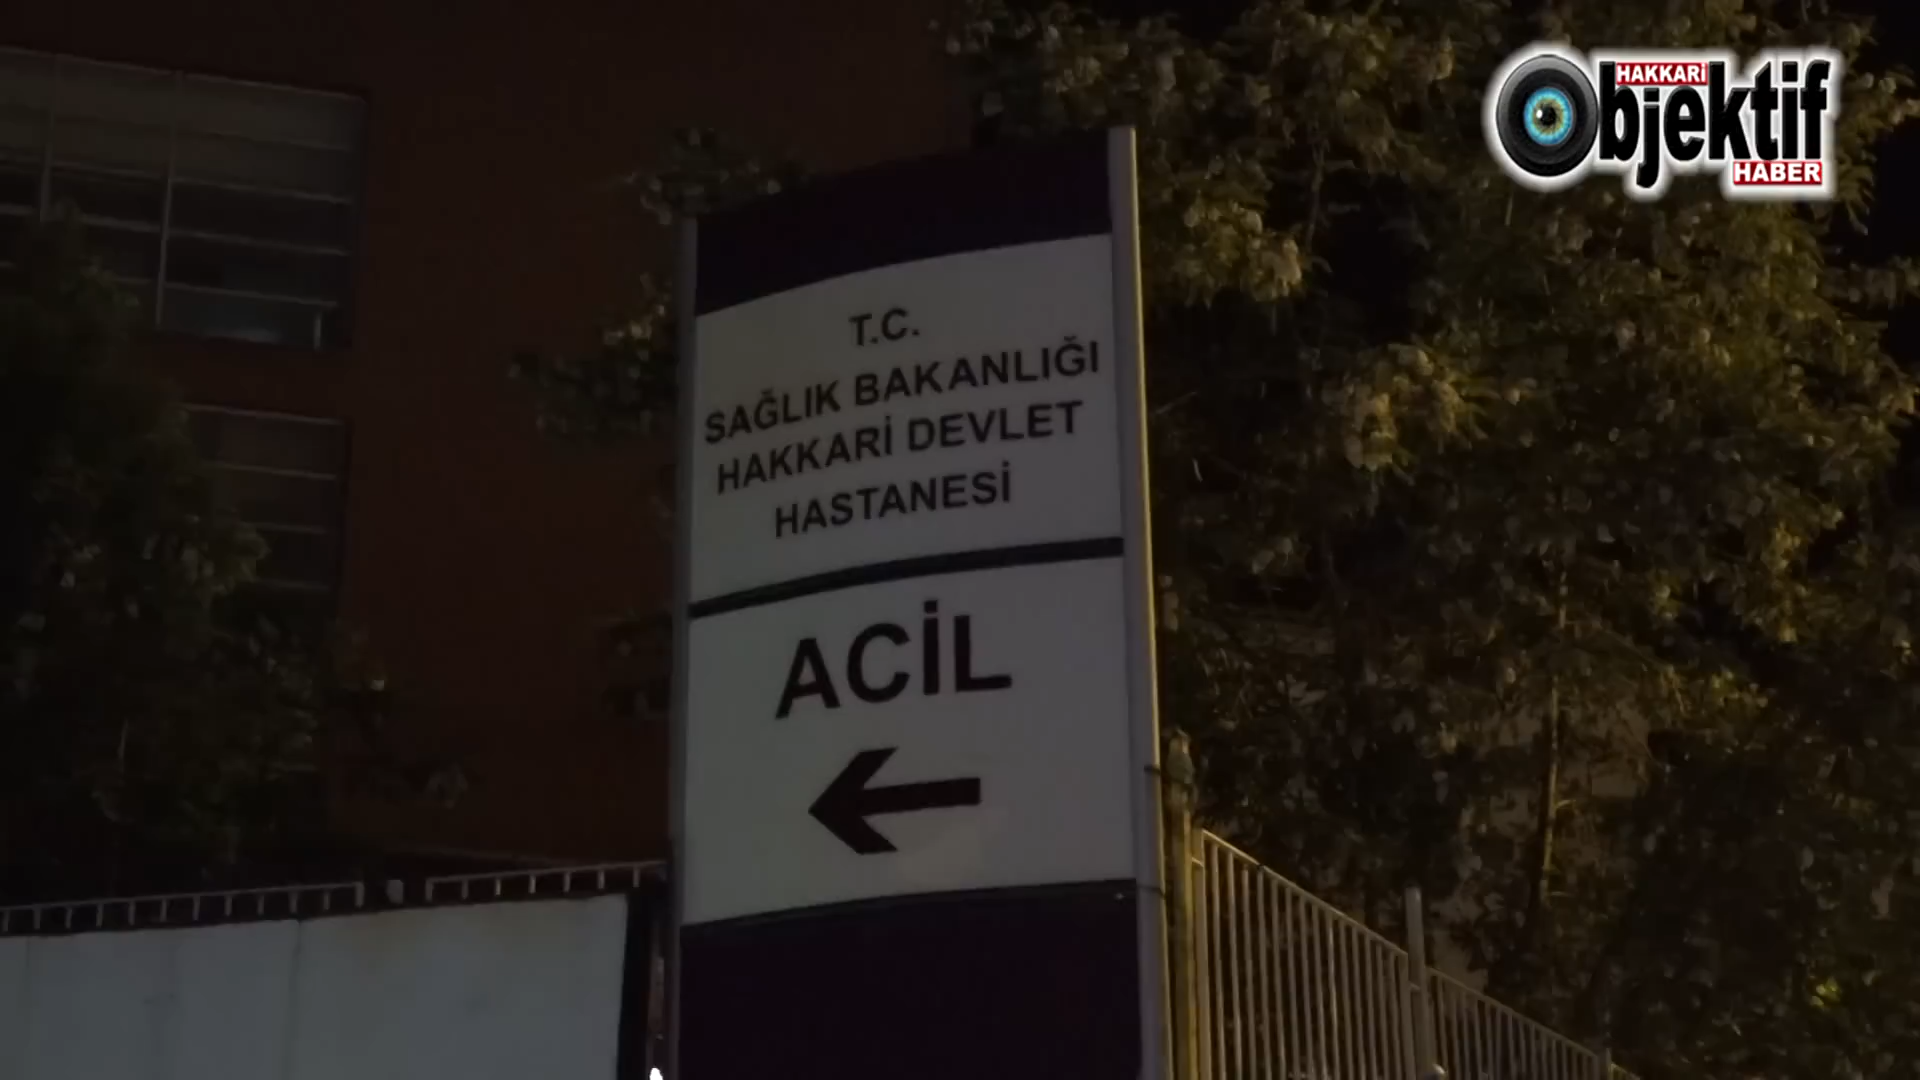 HAKKARİ
Objektif
HABER
T.C.
SAĞLIK BAKANLIĞI
HAKKARİ DEVLET
HASTANESİ
ACİL